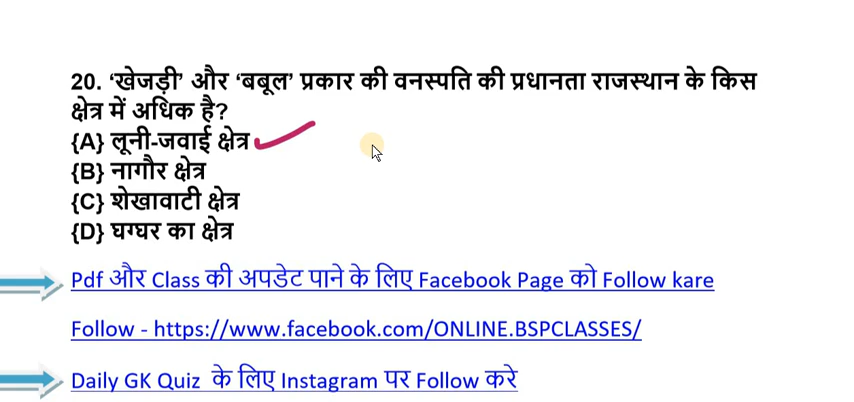 20. ‘खेजड़ी’ और ‘बबूल’ प्रकार की वनस्पति की प्रधानता राजस्थान के किस
क्षेत्र में अधिक है?
{A} लूनी-जवाई क्षेत्र
{B} नागौर क्षेत्र
{C} शेखावाटी क्षेत्र
{D} घग्घर का क्षेत्र
Pdf और Class की अपडेट पाने के लिए Facebook Page को Follow kare
Follow - https://www.facebook.com/ONLINE.BSPCLASSES/
Daily GK Quiz के लिए Instagram पर Follow करे